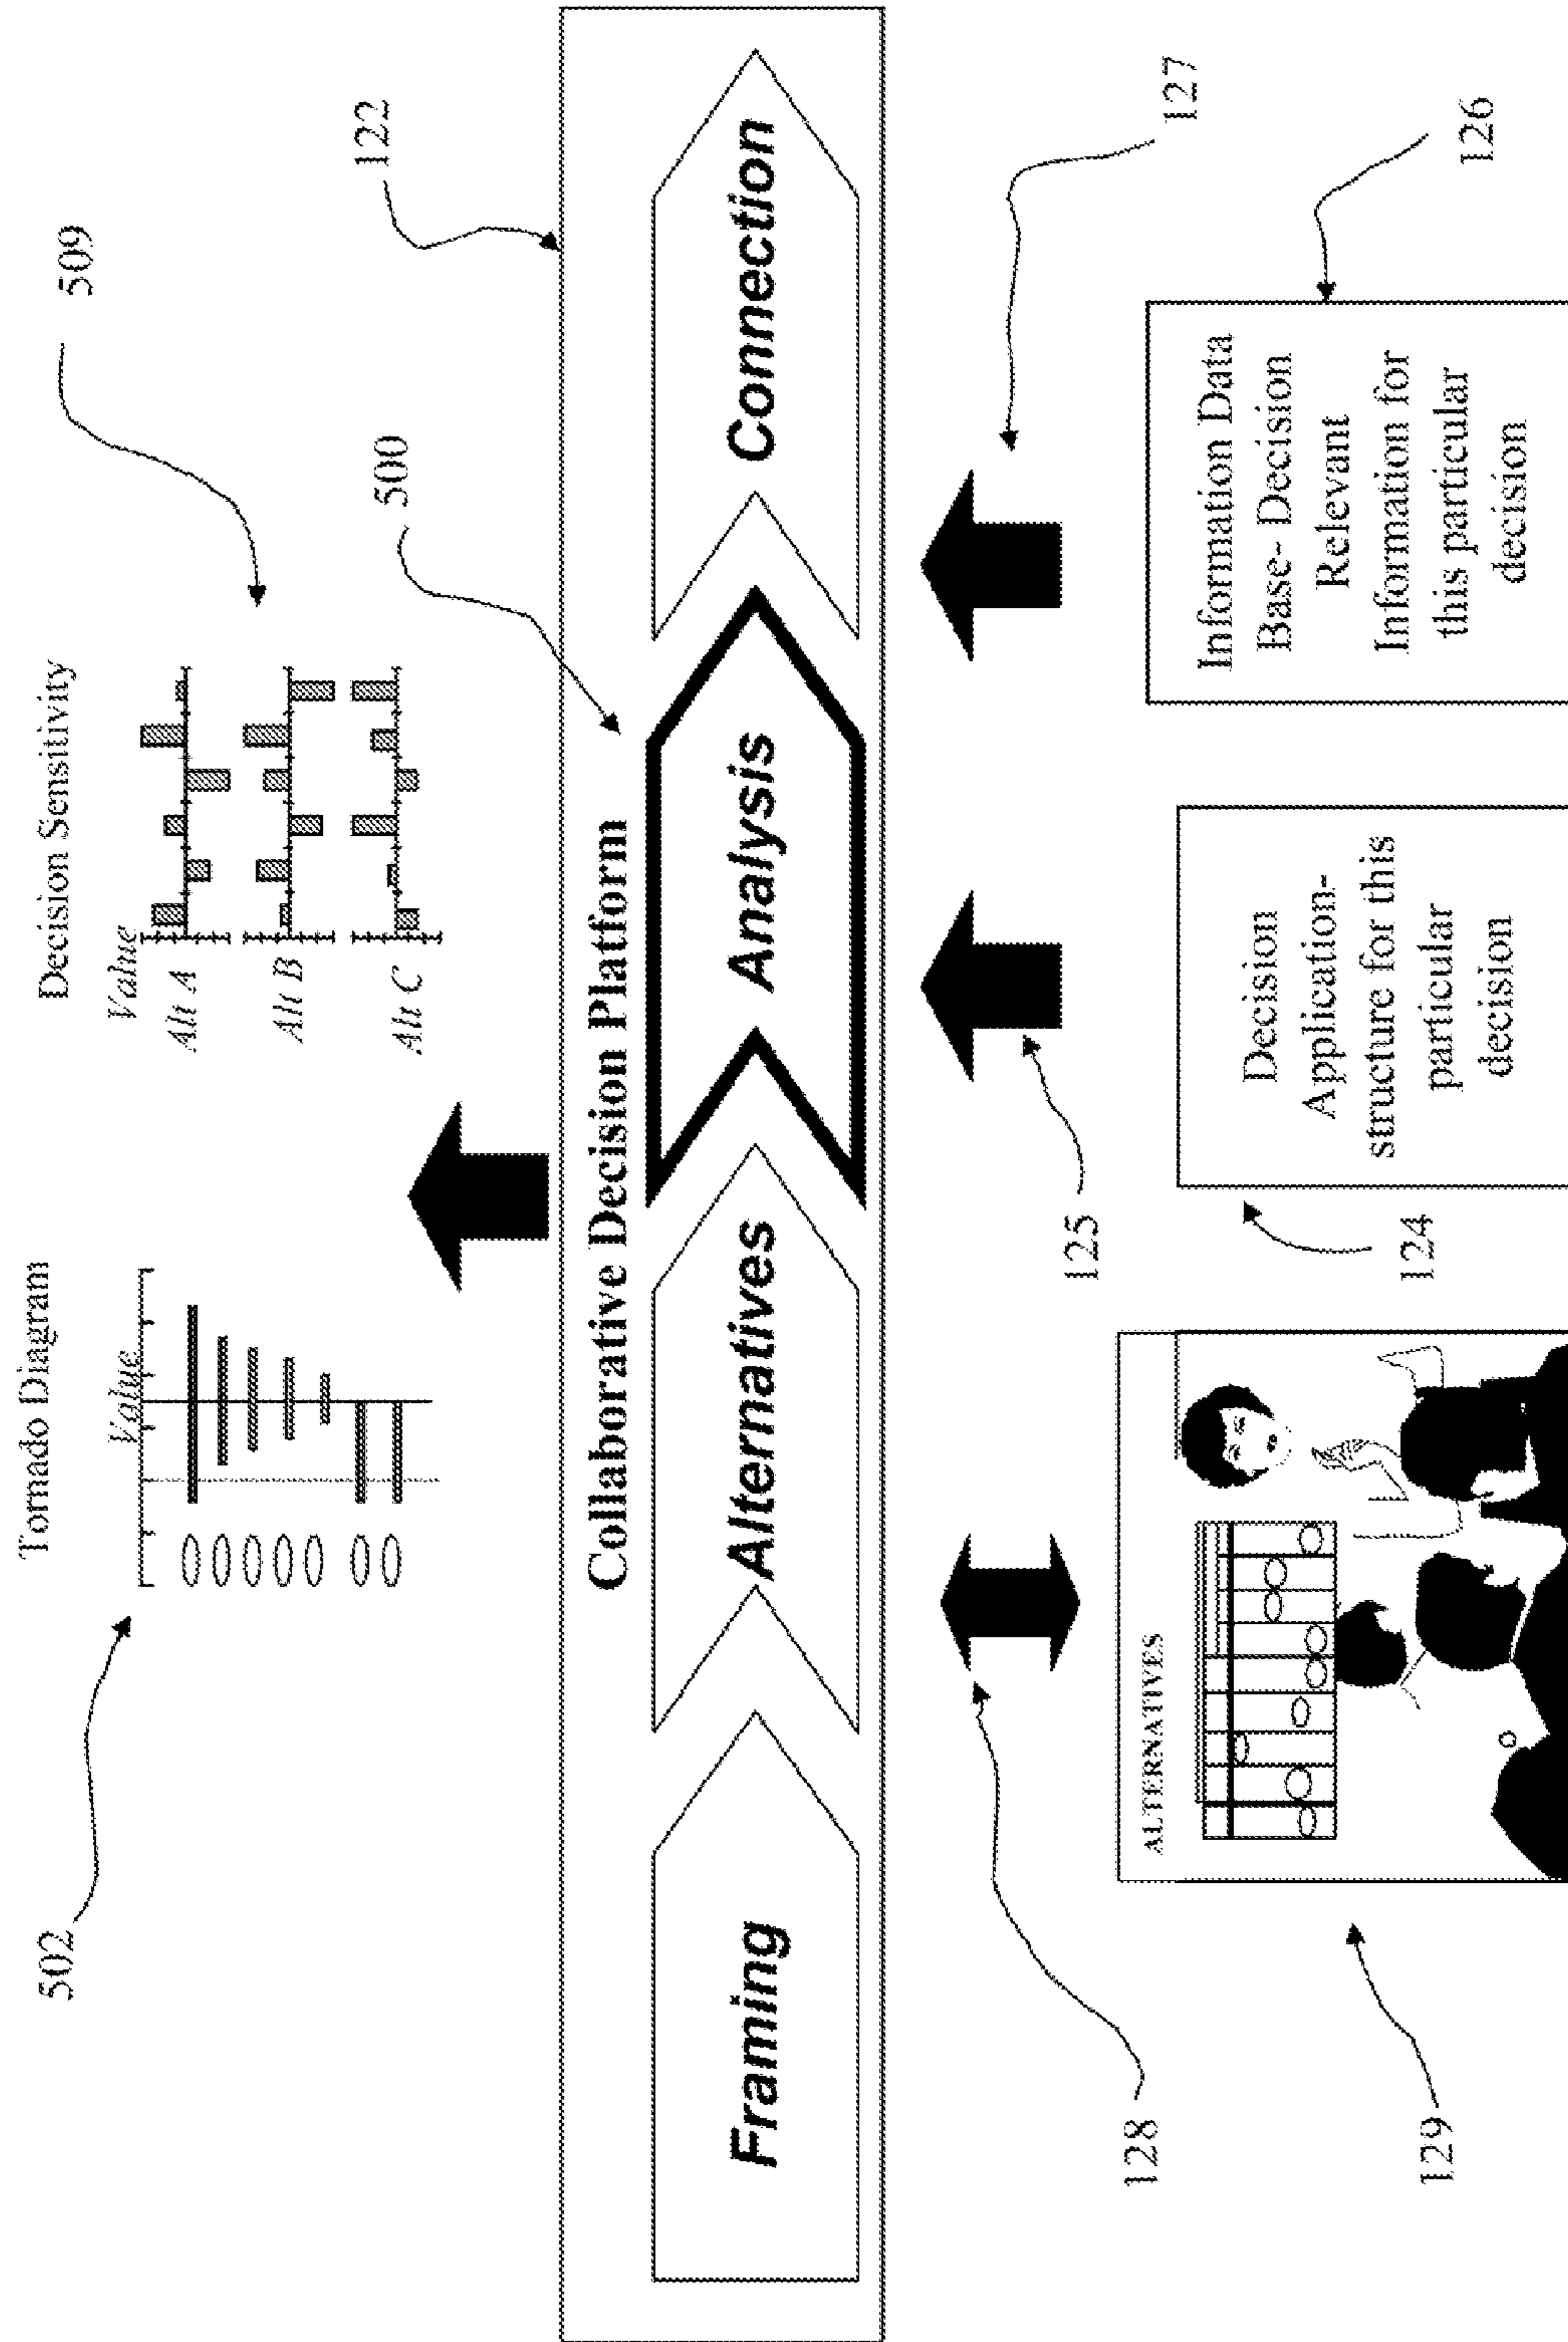 Tornado Diagram
Value
502
Decision Sensitivity
Value
Alt A
Alt B
Alt C
509
122
500
Collaborative Decision Platform
Framing
Alternatives
Analysis
Connection
128
125
127
129
ALTERNATIVES
124
Decision
Application-
structure for this
particular
decision
126
Information Data
Base- Decision
Relevant
Information for
this particular
decision